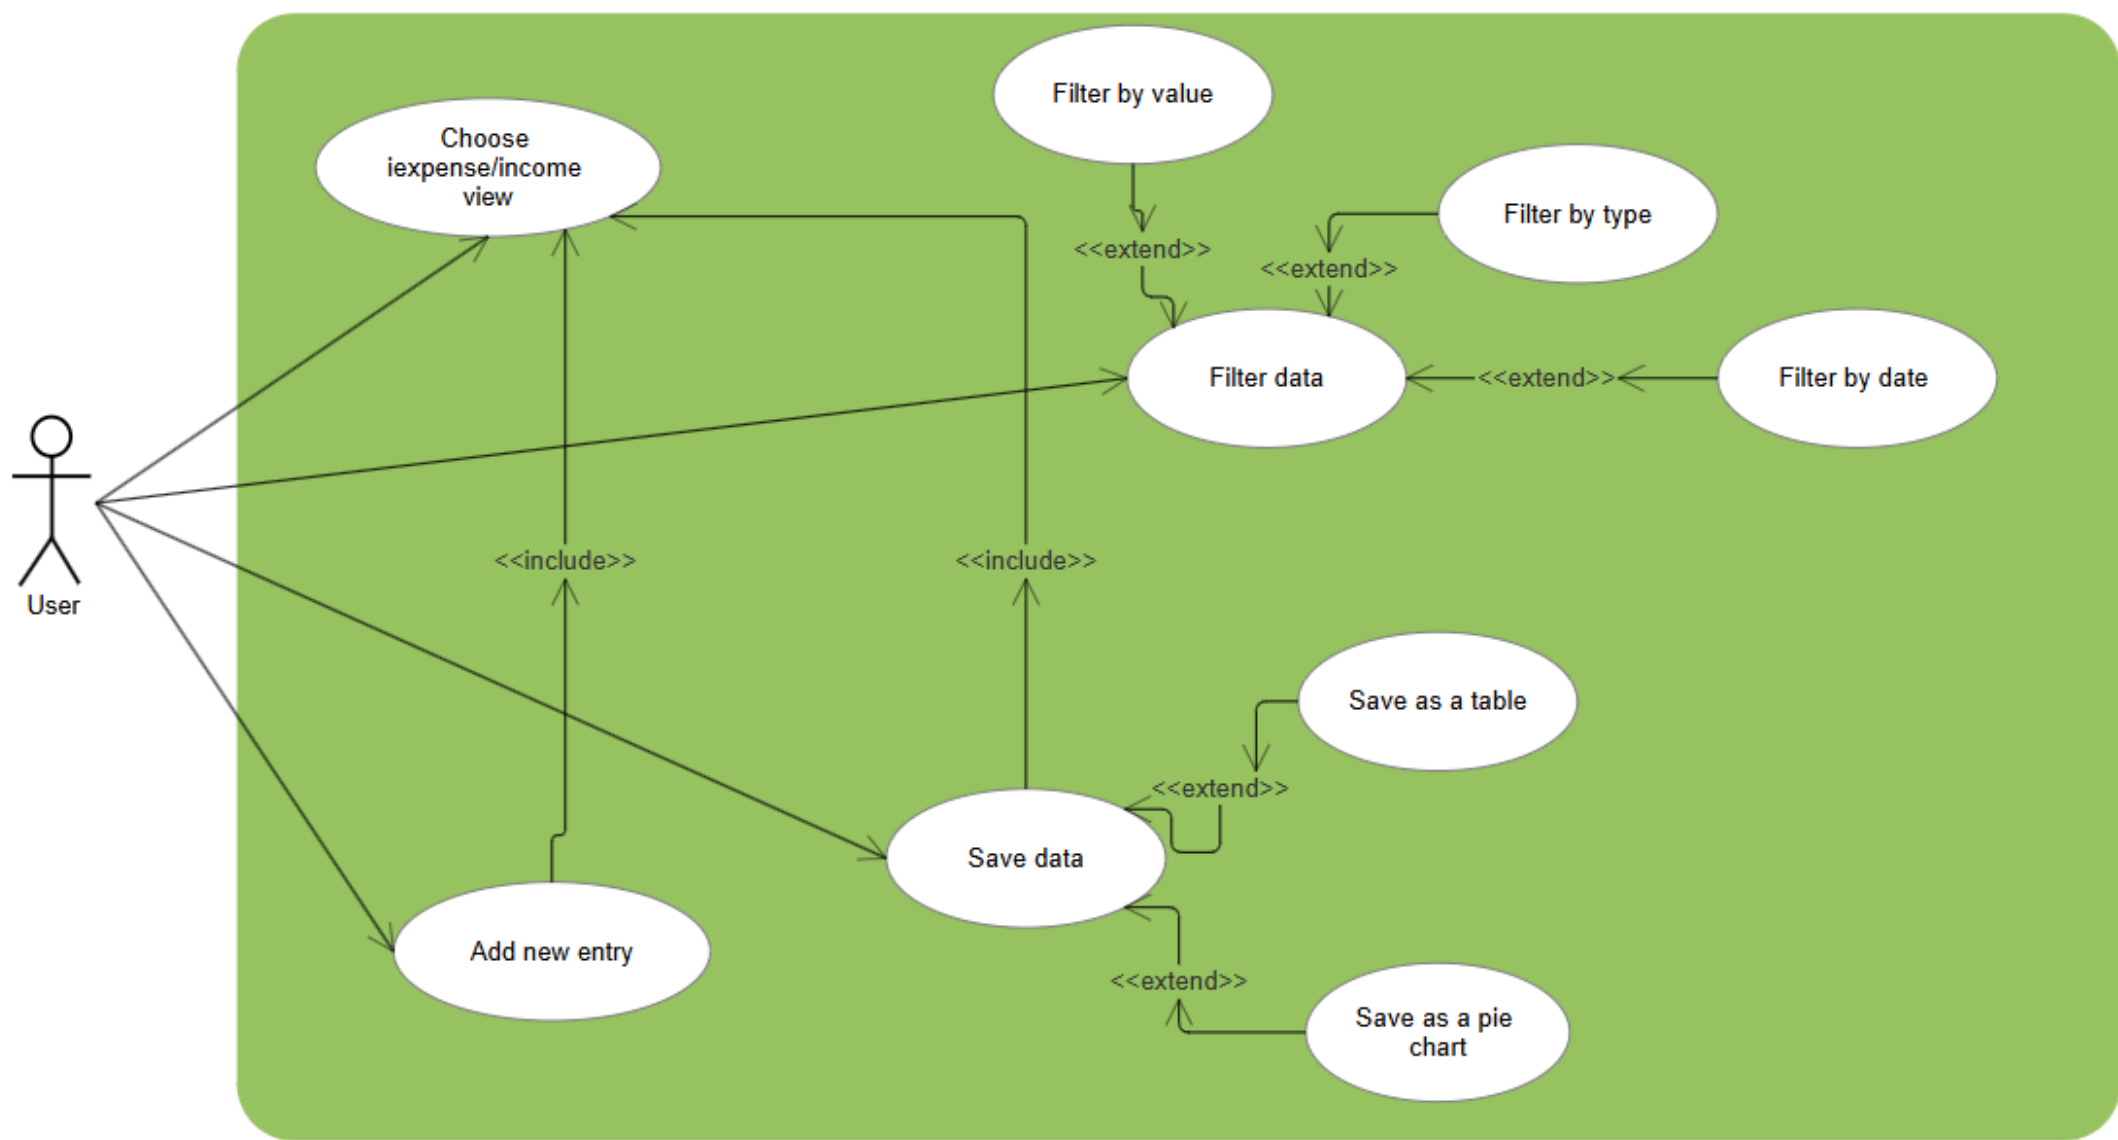 Filter by value
Choose
iexpense/income
view
Filter by type
<<extend>>
<<extend>>
Filter data
<<extend>>
Filter by date
<<include>>
<<include>>
User
Save as a table
<<extend>>
Save data
Add new entry
<<extend>>
Save as a pie
chart